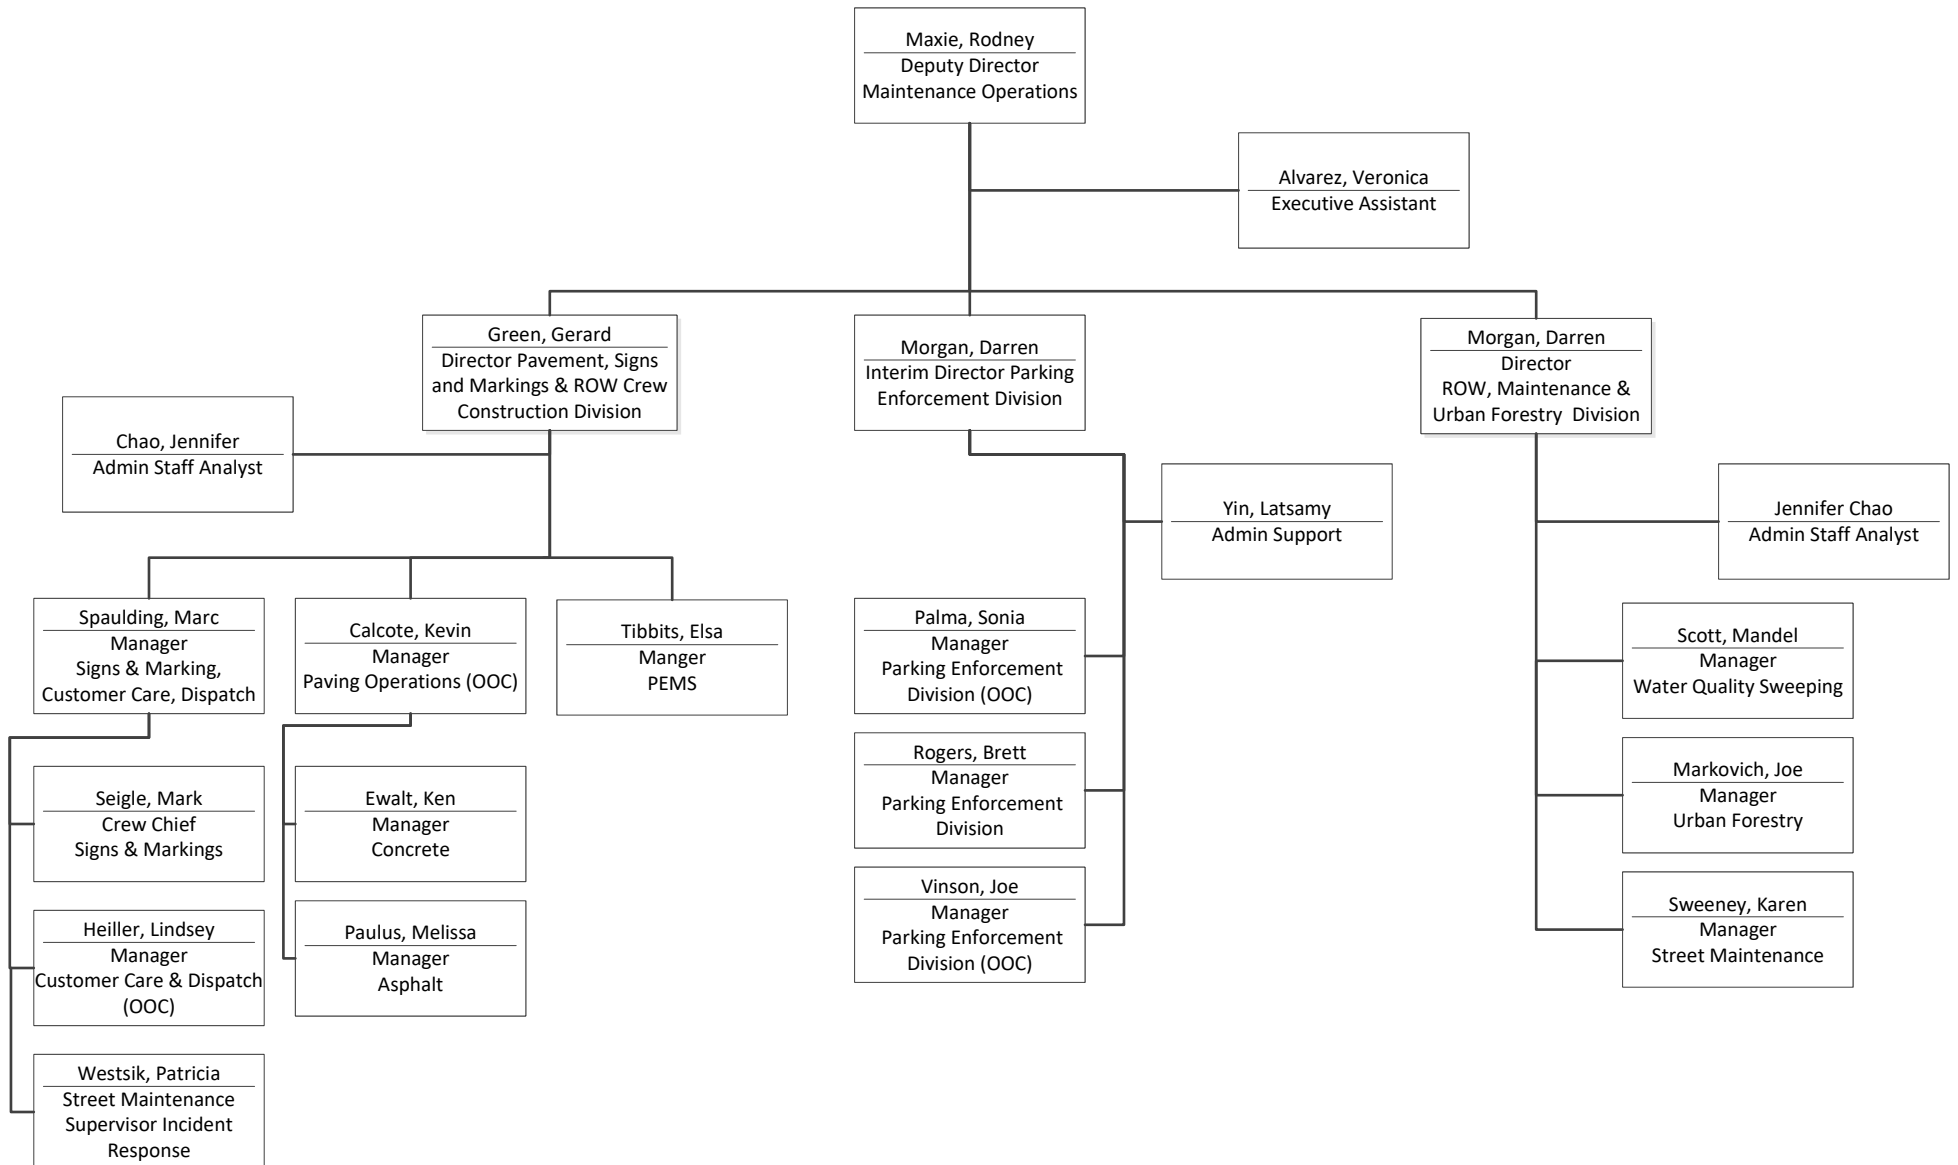 Maxie, Rodney
Deputy Director
Maintenance Operations
Alvarez, Veronica
Executive Assistant
Green, Gerard
Director Pavement, Signs
and Markings & ROW Crew
Construction Division
Morgan, Darren
Interim Director Parking
Enforcement Division
Morgan, Darren
Director
ROW, Maintenance &
Urban Forestry Division
Chao, Jennifer
Admin Staff Analyst
Yin, Latsamy
Admin Support
Jennifer Chao
Admin Staff Analyst
Spaulding, Marc
Manager
Signs & Marking,
Customer Care, Dispatch
Calcote, Kevin
Manager
Paving Operations (OOC)
Tibbits, Elsa
Manger
PEMS
Palma, Sonia
Manager
Parking Enforcement
Division (OOC)
Scott, Mandel
Manager
Water Quality Sweeping
Seigle, Mark
Crew Chief
Signs & Markings
Ewalt, Ken
Manager
Concrete
Rogers, Brett
Manager
Parking Enforcement
Division
Markovich, Joe
Manager
Urban Forestry
Heiller, Lindsey
Manager
Customer Care & Dispatch
(OOC)
Paulus, Melissa
Manager
Asphalt
Vinson, Joe
Manager
Parking Enforcement
Division (OOC)
Sweeney, Karen
Manager
Street Maintenance
Westsik, Patricia
Street Maintenance
Supervisor Incident
Response